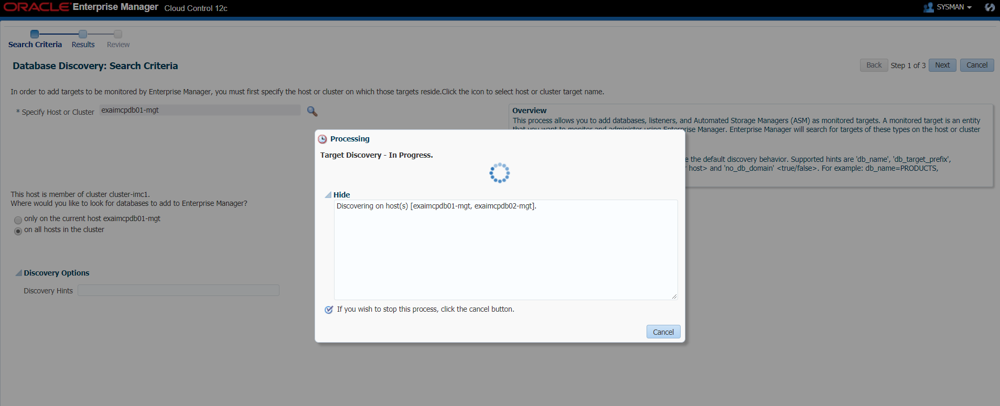 ORACLE Enterprise Manager Cloud Control 12c
SYSMAN
Search Criteria Results Review
Database Discovery: Search Criteria
Back Step 1 of 3 Next Cancel
In order to add targets to be monitored by Enterprise Manager, you must first specify the host or cluster on which those targets reside.Click the icon to select host or cluster target name.
* Specify Host or Cluster exaimcpdb01-mgt
Overview
This process allows you to add databases, listeners, and Automated Storage Managers (ASM) as monitored targets. A monitored target is an entity
that you want to monitor and administer using Enterprise Manager. Enterprise Manager will search for targets of these types on the host or cluster
e the default discovery behavior. Supported hints are 'db_name', 'db_target_prefix',
host> and 'no_db_domain' <true/false>. For example: db_name=PRODUCTS,
Processing
Target Discovery - In Progress.
Hide
Discovering on host(s) [exaimcpdb01-mgt, exaimcpdb02-mgt].
If you wish to stop this process, click the cancel button.
Cancel
This host is member of cluster cluster-imc1.
Where would you like to look for databases to add to Enterprise Manager?
only on the current host exaimcpdb01-mgt
on all hosts in the cluster
Discovery Options
Discovery Hints